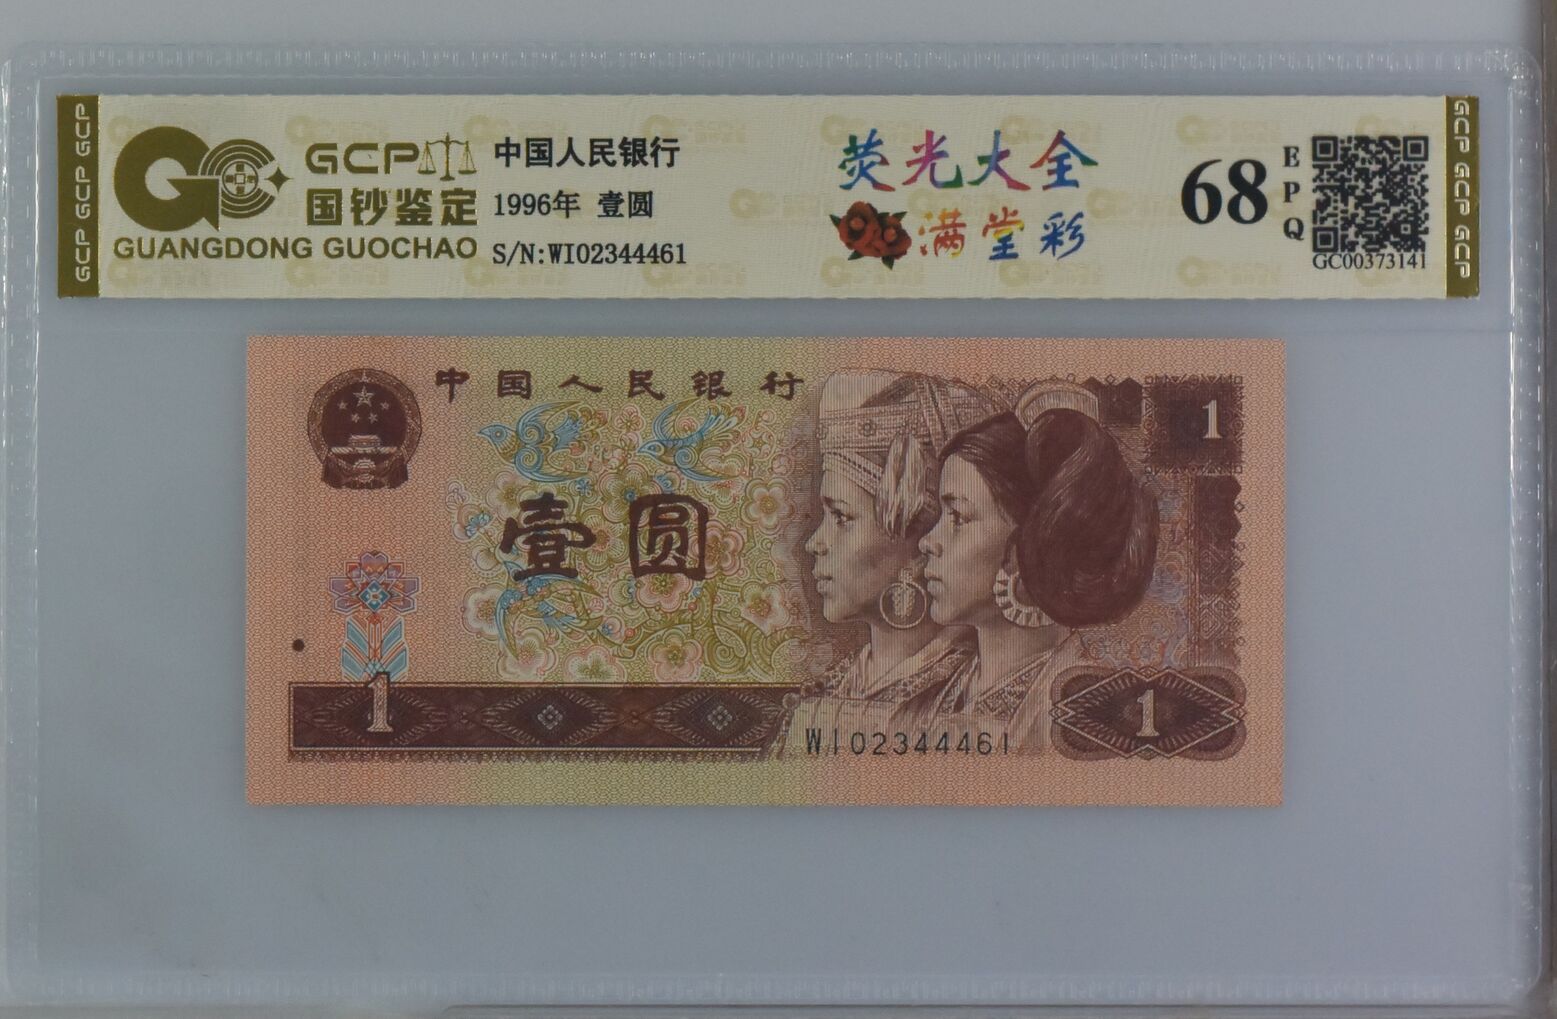 GCP GCP GCP
GCP
国钞鉴定
GUANGDONG GUOCHAO
中国人民银行
1996年 壹圆
S/N:WI02344461
荧光大全
满堂彩
68
EPQ
GC00373141
GCP GCP GCP
中国人民银行
1
壹圆
1
WI02344461
1